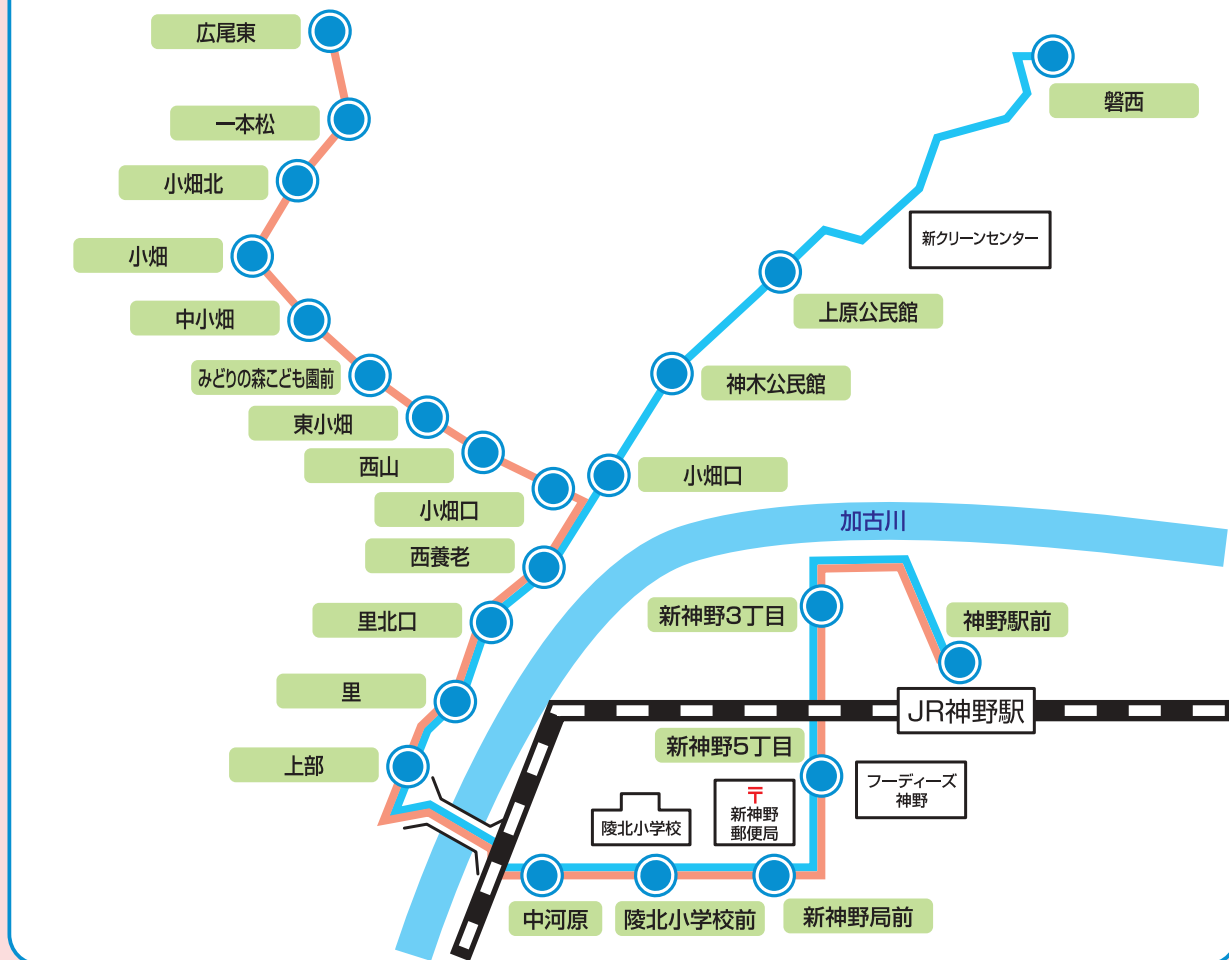 広尾東
一本松
小畑北
小畑
中小畑
みどりの森こども園前
東小畑
西山
小畑口
西養老
里北口
里
上部
磐西
新クリーンセンター
上原公民館
神木公民館
小畑口
加古川
新神野3丁目
神野駅前
JR神野駅
新神野5丁目
フーディーズ
神野
〒
新神野
郵便局
陵北小学校
中河原
陵北小学校前
新神野局前